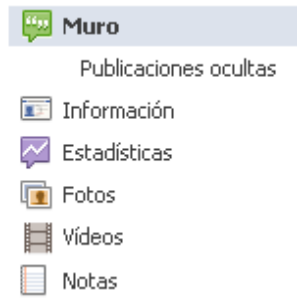 Muro
Publicaciones ocultas
Información
Estadísticas
Fotos
Vídeos
Notas